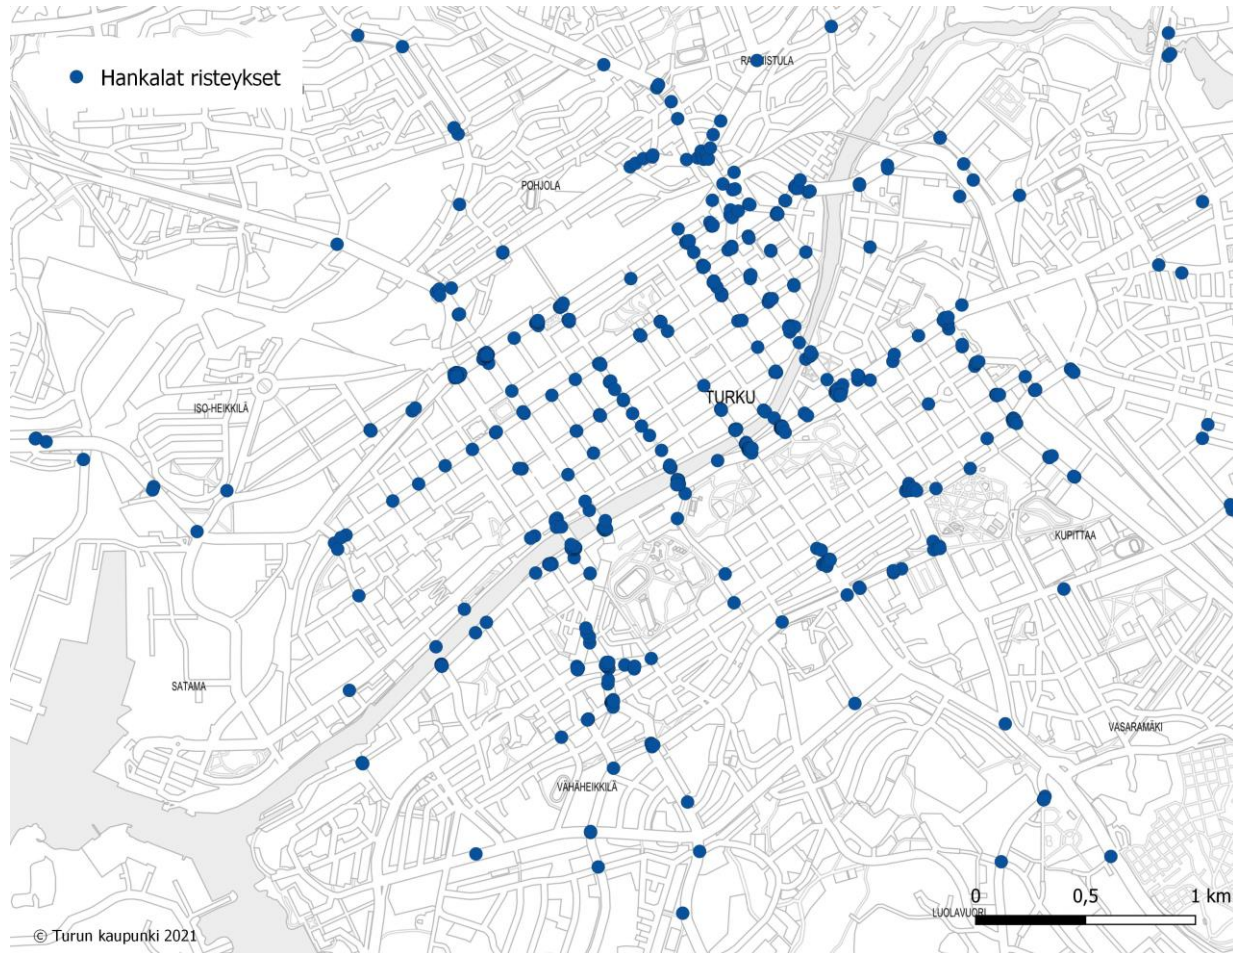 Hankalat risteykset
RAUNISTULA
POHJOLA
ISO-HEIKKILÄ
TURKU
KUPITTAA
SATAMA
VASARAMÄKI
VÄHÄHEIKKILÄ
LUOLAVUORI
0 0,5 1 km
© Turun kaupunki 2021